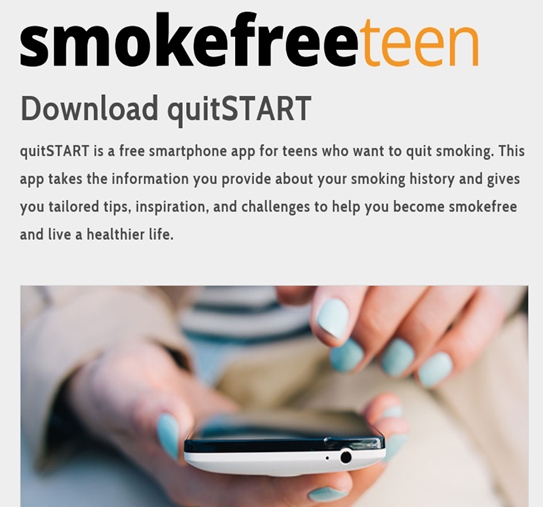 smokefreeteen
Download quitSTART
quitSTART is a free smartphone app for teens who want to quit smoking. This
app takes the information you provide about your smoking history and gives
you tailored tips, inspiration, and challenges to help you become smokefree
and live a healthier life.